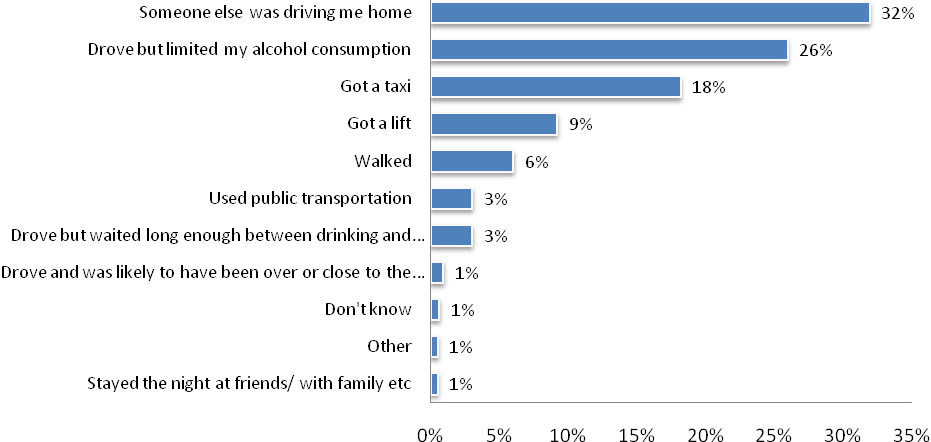 Someone else was driving me home 32%
Drove but limited my alcohol consumption 26%
Got a taxi 18%
Got a lift 9%
Walked 6%
Used public transportation 3%
Drove but waited long enough between drinking and... 3%
Drove and was likely to have been over or close to the... 1%
Don't know 1%
Other 1%
Stayed the night at friends/ with family etc 1%
0% 5% 10% 15% 20% 25% 30% 35%